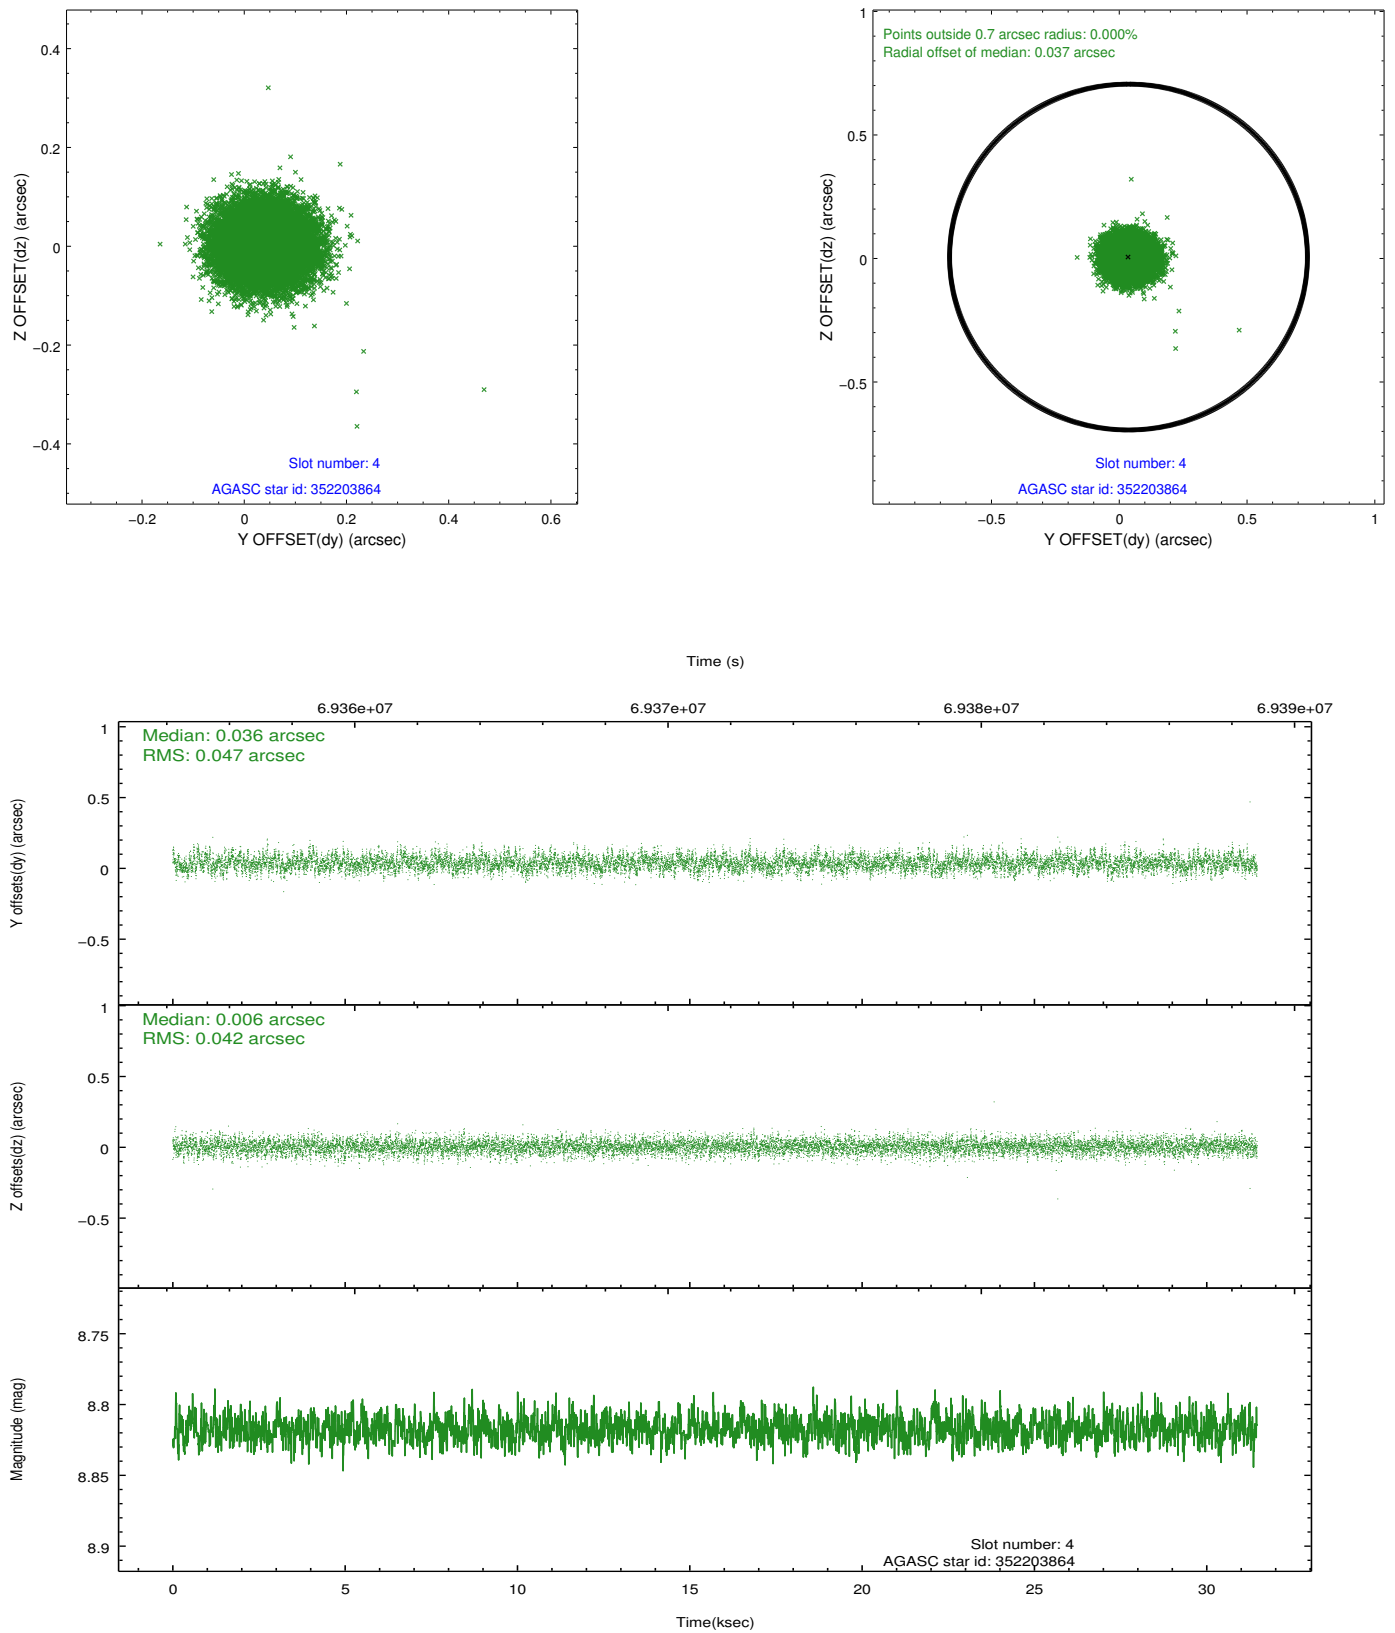 0.4
0.2
0
−0.2
−0.4
Z OFFSET(dz) (arcsec)
Slot number: 4
AGASC star id: 352203864
−0.2 0 0.2 0.4 0.6
Y OFFSET(dy) (arcsec)
1
0.5
0
−0.5
Z OFFSET(dz) (arcsec)
Points outside 0.7 arcsec radius: 0.000%
Radial offset of median: 0.037 arcsec
Slot number: 4
AGASC star id: 352203864
−0.5 0 0.5 1
Y OFFSET(dy) (arcsec)
Time (s)
6.936e+07 6.937e+07 6.938e+07 6.939e+07
1
0.5
0
−0.5
Y offsets(dy) (arcsec)
Median: 0.036 arcsec
RMS: 0.047 arcsec
1
0.5
0
−0.5
Z offsets(dz) (arcsec)
Median: 0.006 arcsec
RMS: 0.042 arcsec
8.75
8.8
8.85
8.9
Magnitude (mag)
Slot number: 4
AGASC star id: 352203864
0 5 10 15 20 25 30
Time(ksec)